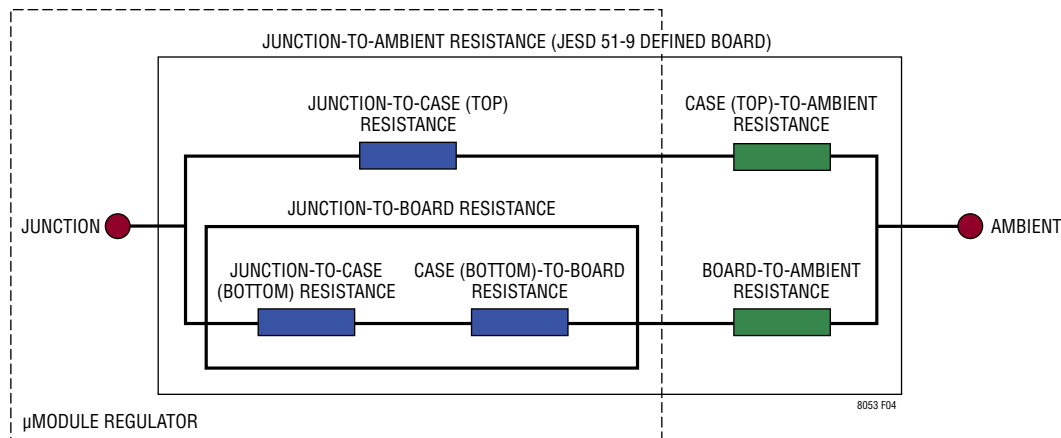 JUNCTION-TO-AMBIENT RESISTANCE (JESD 51-9 DEFINED BOARD)
JUNCTION-TO-CASE (TOP)
RESISTANCE
CASE (TOP)-TO-AMBIENT
RESISTANCE
JUNCTION-TO-BOARD RESISTANCE
JUNCTION
AMBIENT
JUNCTION-TO-CASE
(BOTTOM) RESISTANCE
CASE (BOTTOM)-TO-BOARD
RESISTANCE
BOARD-TO-AMBIENT
RESISTANCE
8053 F04
µMODULE REGULATOR